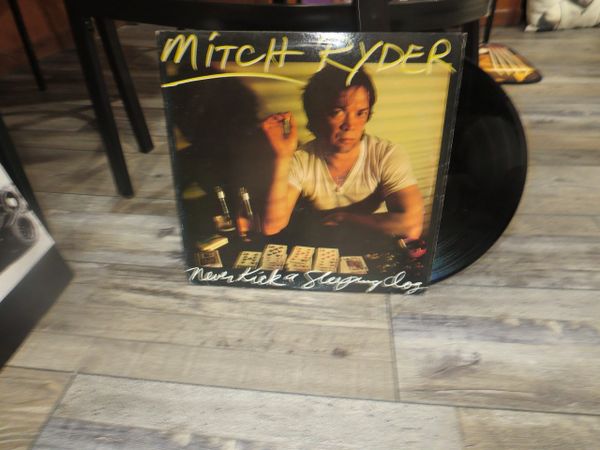 MITCH RYDER
Never Kick a Sleeping Dog